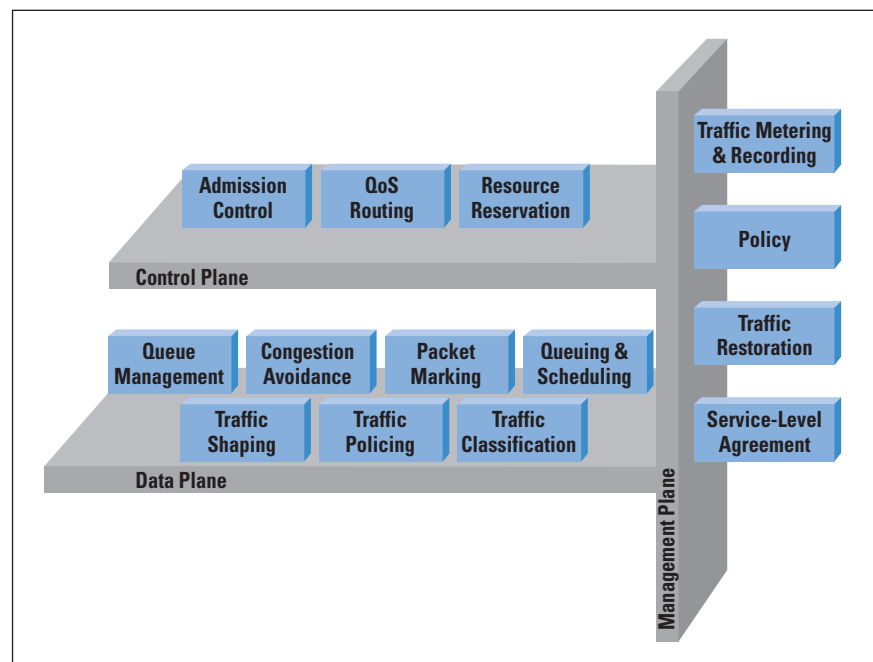 Traffic Metering
& Recording
Admission
Control
QoS
Routing
Resource
Reservation
Policy
Control Plane
Traffic
Restoration
Queue
Management
Congestion
Avoidance
Packet
Marking
Queuing &
Scheduling
Traffic
Shaping
Traffic
Policing
Traffic
Classification
Service-Level
Agreement
Data Plane
Management Plane